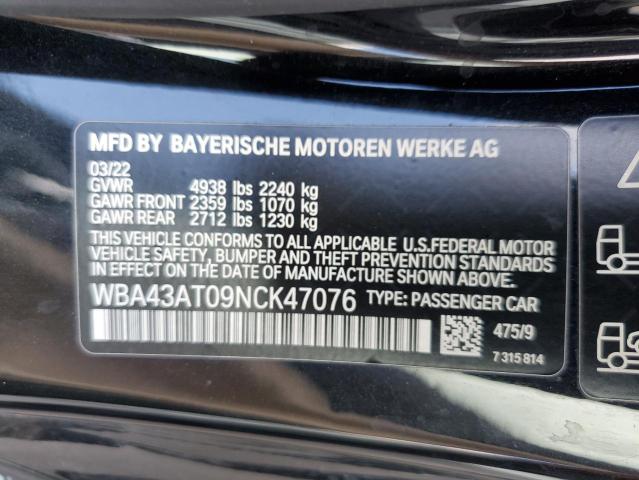 MFD BY BAYERISCHE MOTOREN WERKE AG
03/22
GVWR 4938 lbs 2240 kg
GAWR FRONT 2359 lbs 1070 kg
GAWR REAR 2712 lbs 1230 kg
THIS VEHICLE CONFORMS TO ALL APPLICABLE U.S.FEDERAL MOTOR
VEHICLE SAFETY, BUMPER AND THEFT PREVENTION STANDARDS IN
EFFECT ON THE DATE OF MANUFACTURE SHOWN ABOVE.
WBA43AT09NCK47076 TYPE: PASSENGER CAR
475/9
7 315 814